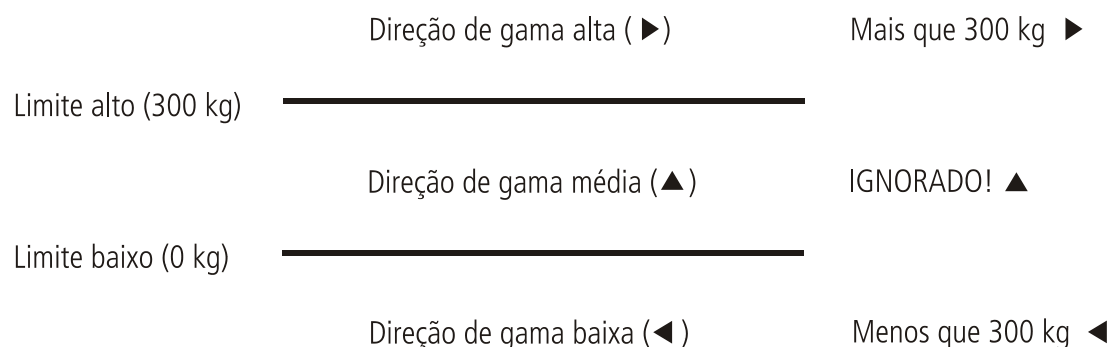 Direção de gama alta (▶) Mais que 300 kg ▶
Limite alto (300 kg)
Direção de gama média (▲) IGNORADO! ▲
Limite baixo (0 kg)
Direção de gama baixa (◀) Menos que 300 kg ◀